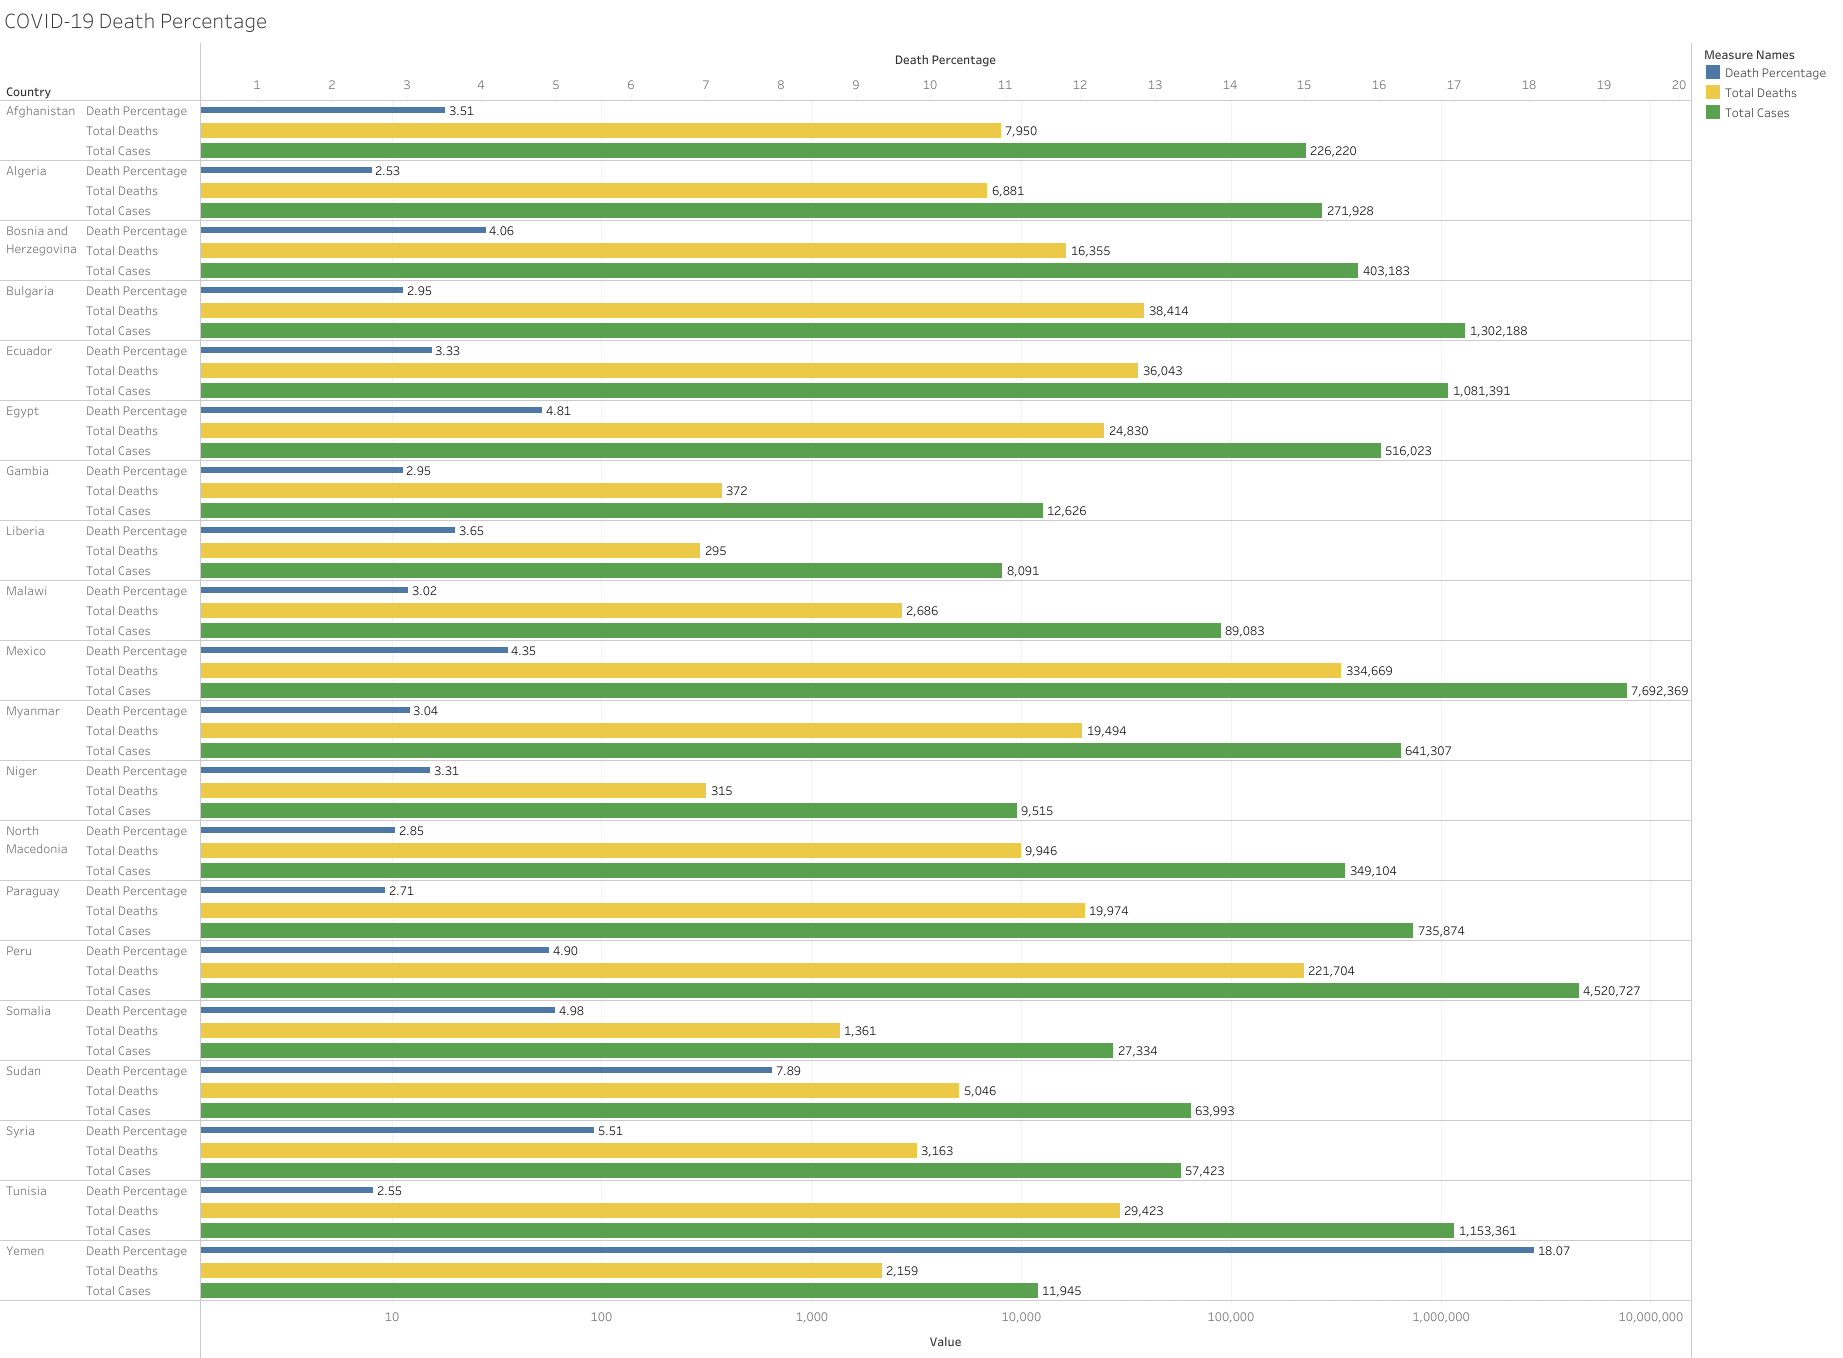 COVID-19 Death Percentage
Death Percentage
1 2 3 4 5 6 7 8 9 10 11 12 13 14 15 16 17 18 19 20
Country
Afghanistan Death Percentage 3.51
Total Deaths 7,950
Total Cases 226,220
Algeria Death Percentage 2.53
Total Deaths 6,881
Total Cases 271,928
Bosnia and Death Percentage 4.06
Herzegovina Total Deaths 16,355
Total Cases 403,183
Bulgaria Death Percentage 2.95
Total Deaths 38,414
Total Cases 1,302,188
Ecuador Death Percentage 3.33
Total Deaths 36,043
Total Cases 1,081,391
Egypt Death Percentage 4.81
Total Deaths 24,830
Total Cases 516,023
Gambia Death Percentage 2.95
Total Deaths 372
Total Cases 12,626
Liberia Death Percentage 3.65
Total Deaths 295
Total Cases 8,091
Malawi Death Percentage 3.02
Total Deaths 2,686
Total Cases 89,083
Mexico Death Percentage 4.35
Total Deaths 334,669
Total Cases 7,692,369
Myanmar Death Percentage 3.04
Total Deaths 19,494
Total Cases 641,307
Niger Death Percentage 3.31
Total Deaths 315
Total Cases 9,515
North Death Percentage 2.85
Macedonia Total Deaths 9,946
Total Cases 349,104
Paraguay Death Percentage 2.71
Total Deaths 19,974
Total Cases 735,874
Peru Death Percentage 4.90
Total Deaths 221,704
Total Cases 4,520,727
Somalia Death Percentage 4.98
Total Deaths 1,361
Total Cases 27,334
Sudan Death Percentage 7.89
Total Deaths 5,046
Total Cases 63,993
Syria Death Percentage 5.51
Total Deaths 3,163
Total Cases 57,423
Tunisia Death Percentage 2.55
Total Deaths 29,423
Total Cases 1,153,361
Yemen Death Percentage 18.07
Total Deaths 2,159
Total Cases 11,945
10 100 1,000 10,000 100,000 1,000,000 10,000,000
Value
Measure Names
Death Percentage
Total Deaths
Total Cases